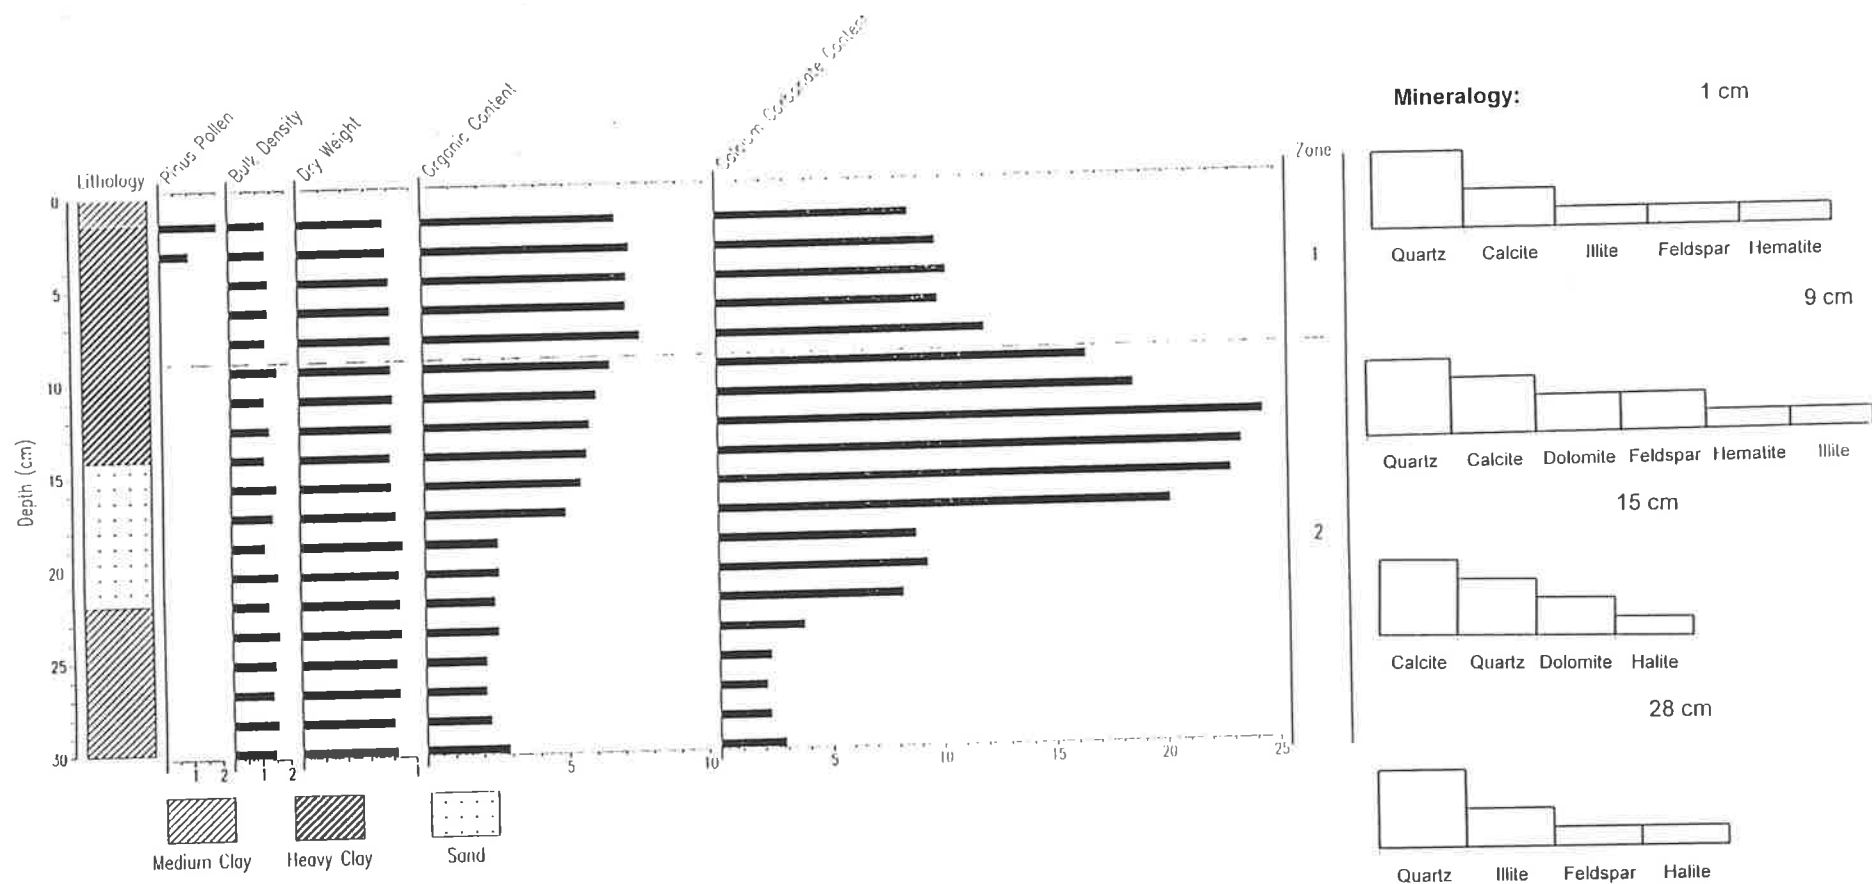 Lithology
Pinus Pollen
Bulk Density
Dry Weight
Organic Content
Calcium Carbonate Content
Zone
Depth (cm)
0
5
10
15
20
25
30
1 2
1 2
1
5 10
5 10 15 20 25
1
2
Medium Clay
Heavy Clay
Sand
Mineralogy:
1 cm
Quartz Calcite Illite Feldspar Hematite
9 cm
Quartz Calcite Dolomite Feldspar Hematite Illite
15 cm
Calcite Quartz Dolomite Halite
28 cm
Quartz Illite Feldspar Halite